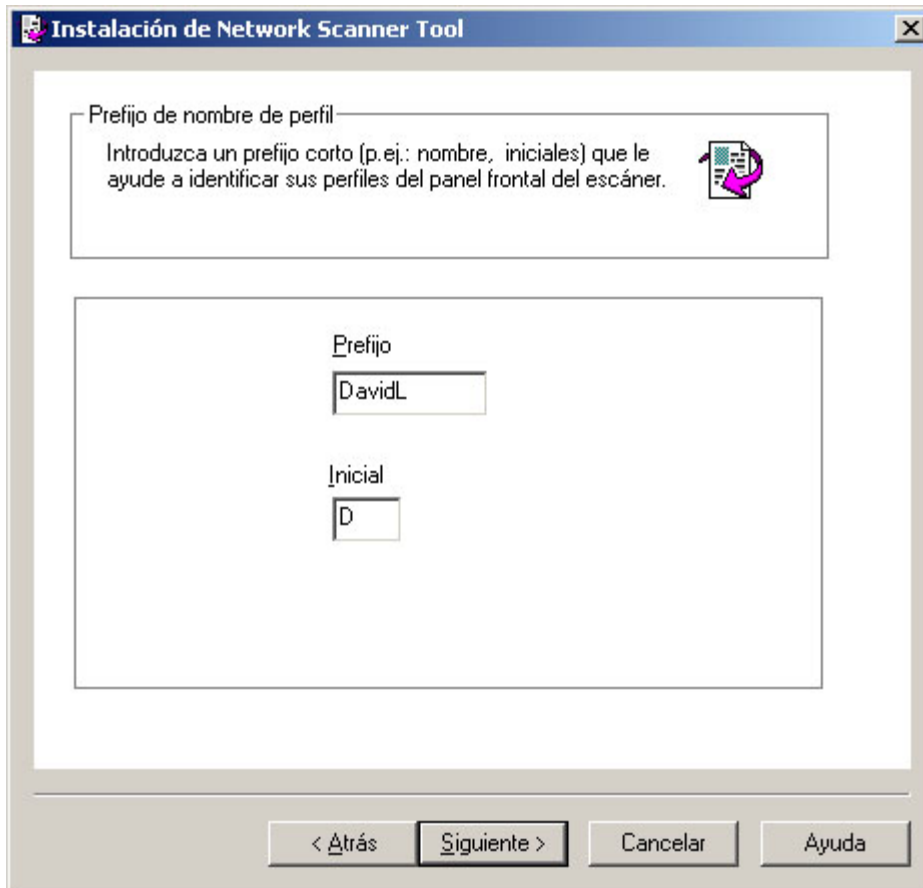 Instalación de Network Scanner Tool
Prefijo de nombre de perfil
Introduzca un prefijo corto (p.ej.: nombre, iniciales) que le
ayude a identificar sus perfiles del panel frontal del escáner.
Prefijo
DavidL
Inicial
D
< Atrás Siguiente > Cancelar Ayuda